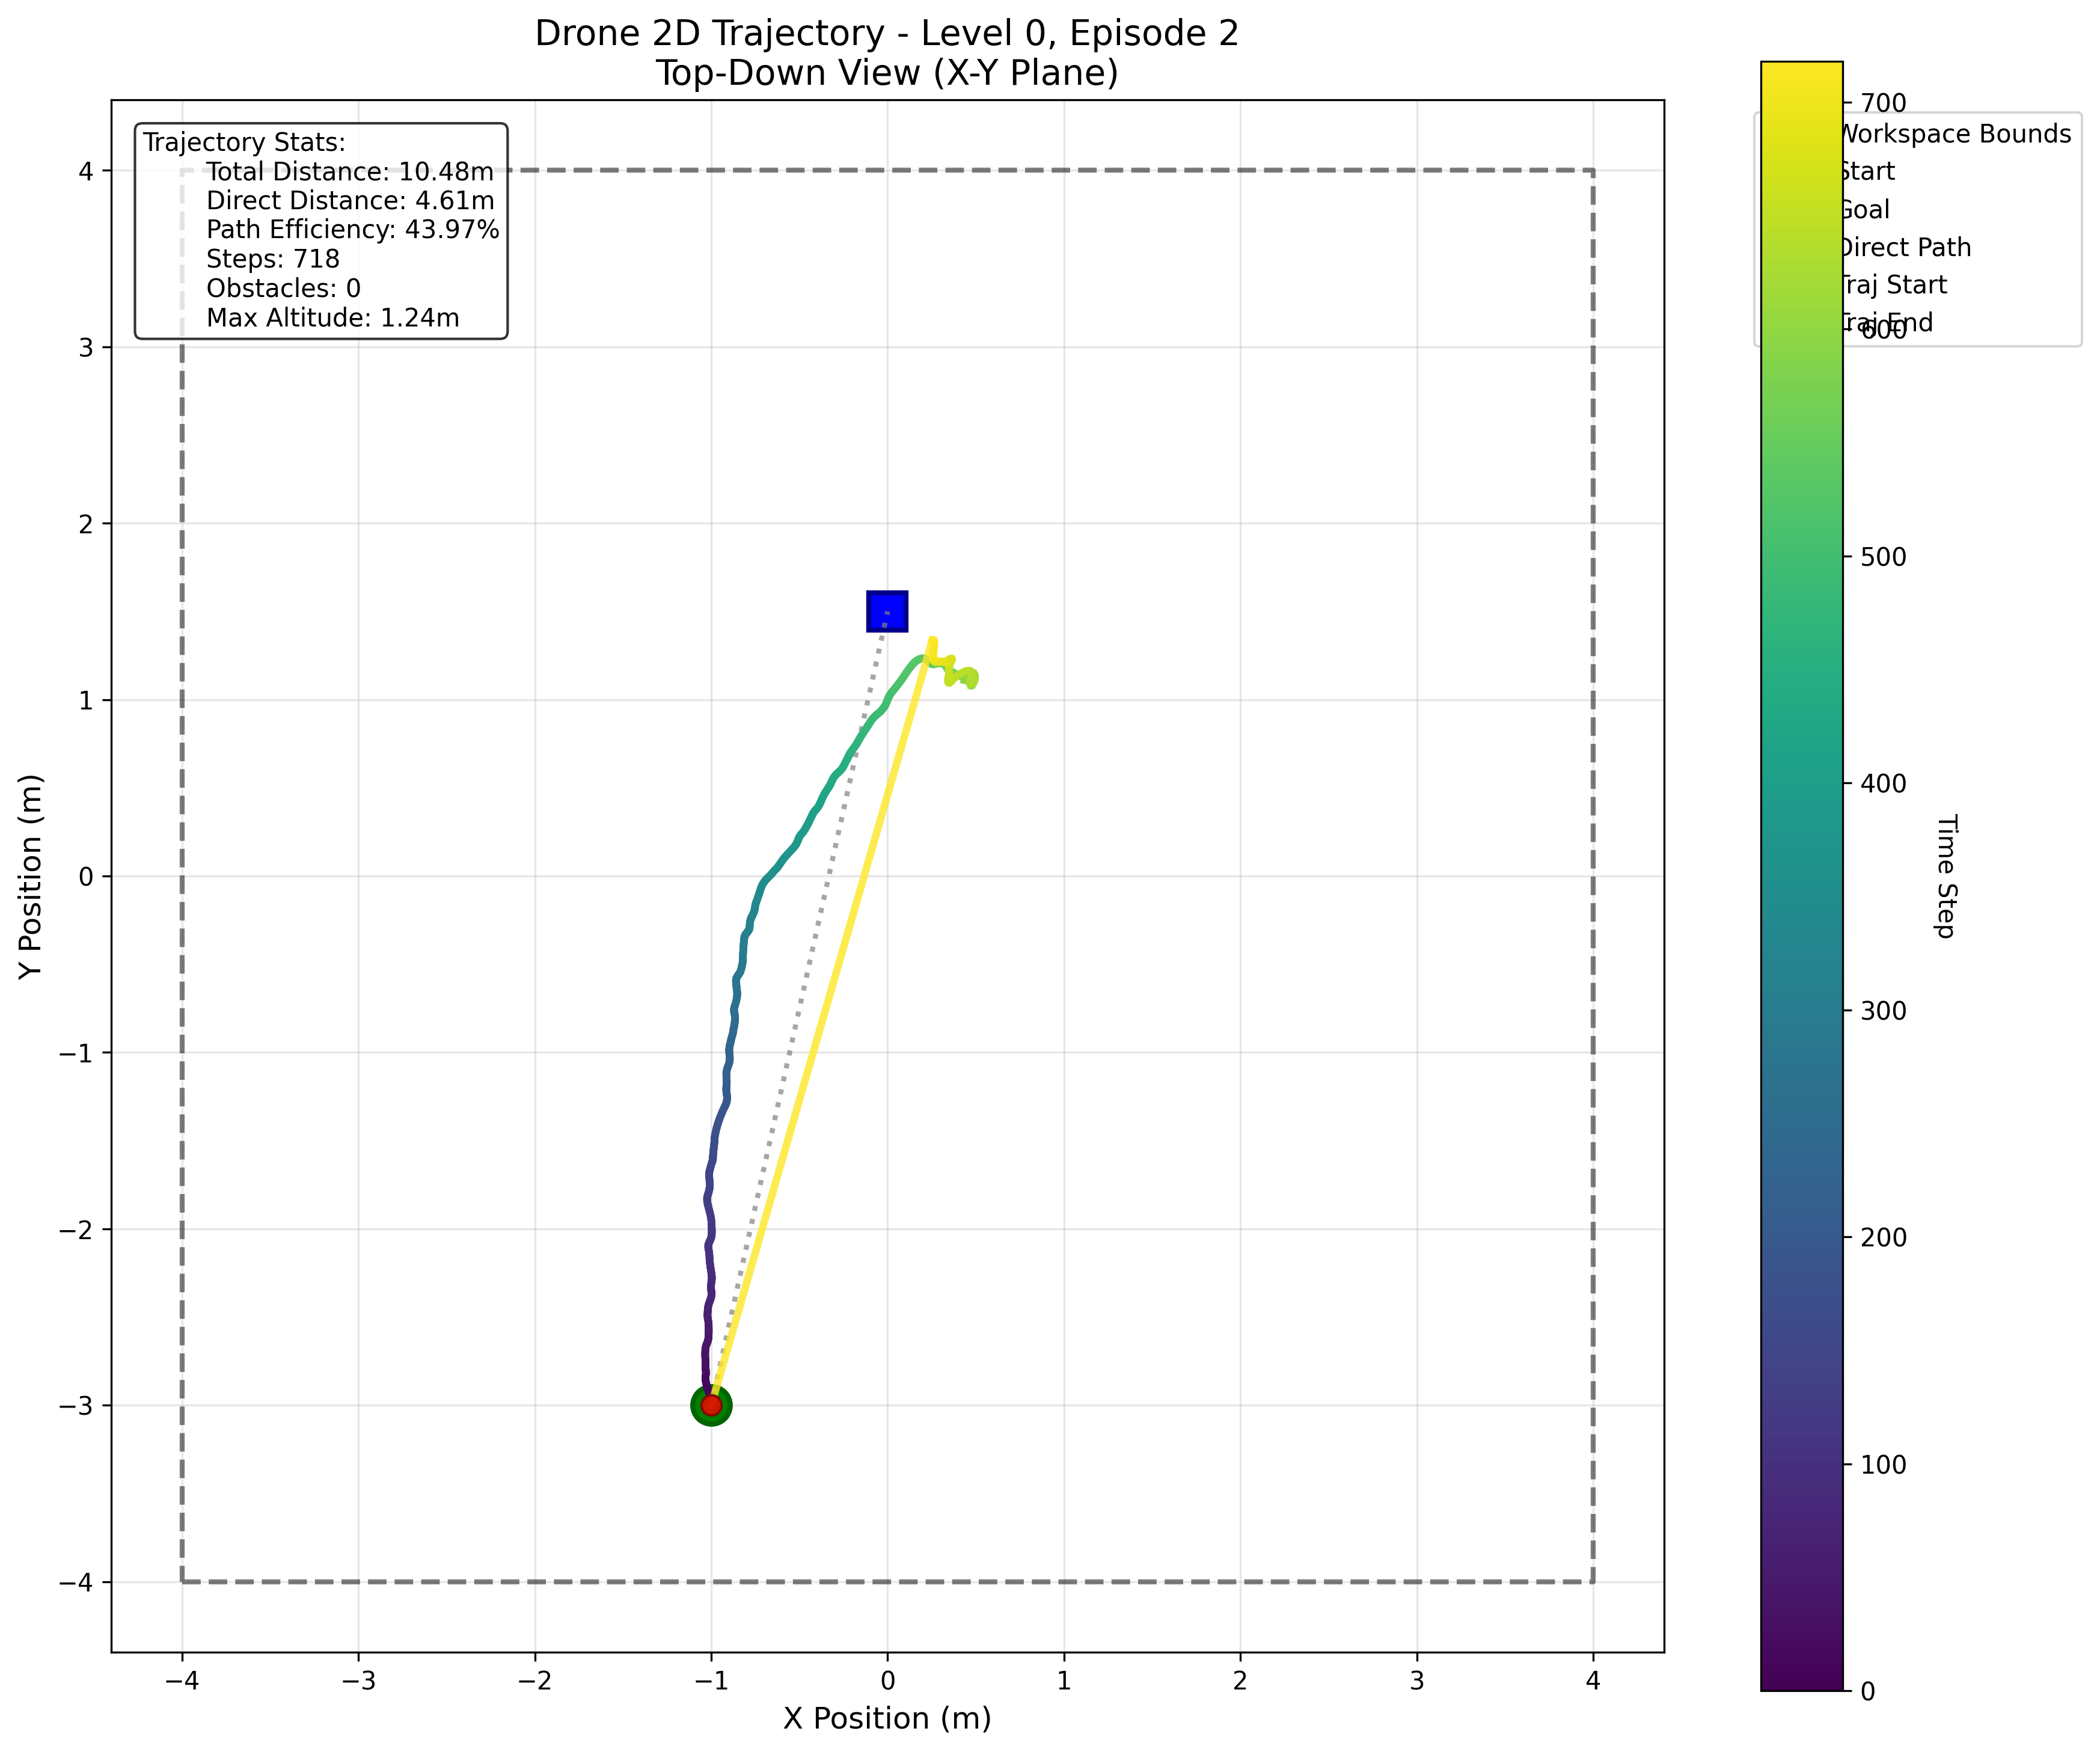 Drone 2D Trajectory - Level 0, Episode 2
Top-Down View (X-Y Plane)
Trajectory Stats:
Total Distance: 10.48m
Direct Distance: 4.61m
Path Efficiency: 43.97%
Steps: 718
Obstacles: 0
Max Altitude: 1.24m
4
3
2
1
0
−1
−2
−3
−4
Y Position (m)
−4 −3 −2 −1 0 1 2 3 4
X Position (m)
Workspace Bounds
Start
Goal
Direct Path
Traj Start
Traj End
700
600
500
400
300
200
100
0
Time Step